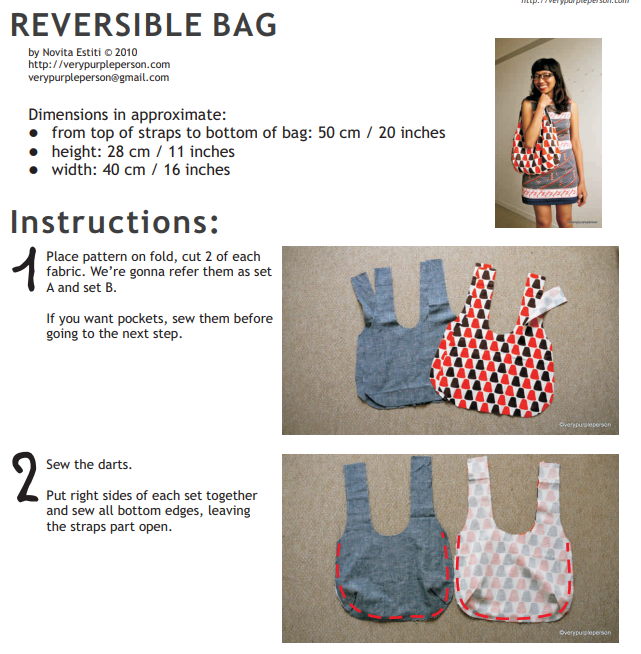 http://verypurpleperson.com
REVERSIBLE BAG
by Novita Estiti © 2010
http://verypurpleperson.com
verypurpleperson@gmail.com
Dimensions in approximate:
● from top of straps to bottom of bag: 50 cm / 20 inches
● height: 28 cm / 11 inches
● width: 40 cm / 16 inches
©verypurpleperson
Instructions:
1
Place pattern on fold, cut 2 of each
fabric. We're gonna refer them as set
A and set B.
If you want pockets, sew them before
going to the next step.
©verypurpleperson
2
Sew the darts.
Put right sides of each set together
and sew all bottom edges, leaving
the straps part open.
©verypurpleperson